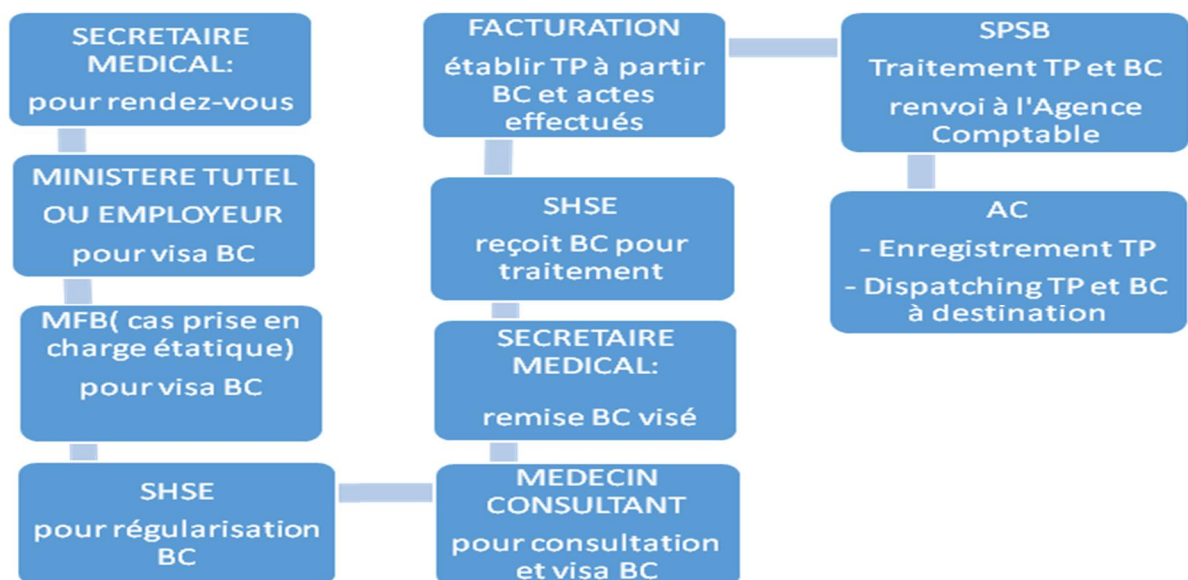 SECRETAIRE
MEDICAL:
pour rendez-vous
MINISTERE TUTEL
OU EMPLOYEUR
pour visa BC
MFB( cas prise en
charge étatique)
pour visa BC
SHSE
pour régularisation
BC
MEDECIN
CONSULTANT
pour consultation
et visa BC
SECRETAIRE
MEDICAL:
remise BC visé
SHSE
reçoit BC pour
traitement
FACTURATION
établir TP à partir
BC et actes
effectués
SPSB
Traitement TP et BC
renvoi à l'Agence
Comptable
AC
- Enregistrement TP
- Dispatching TP et BC
à destination